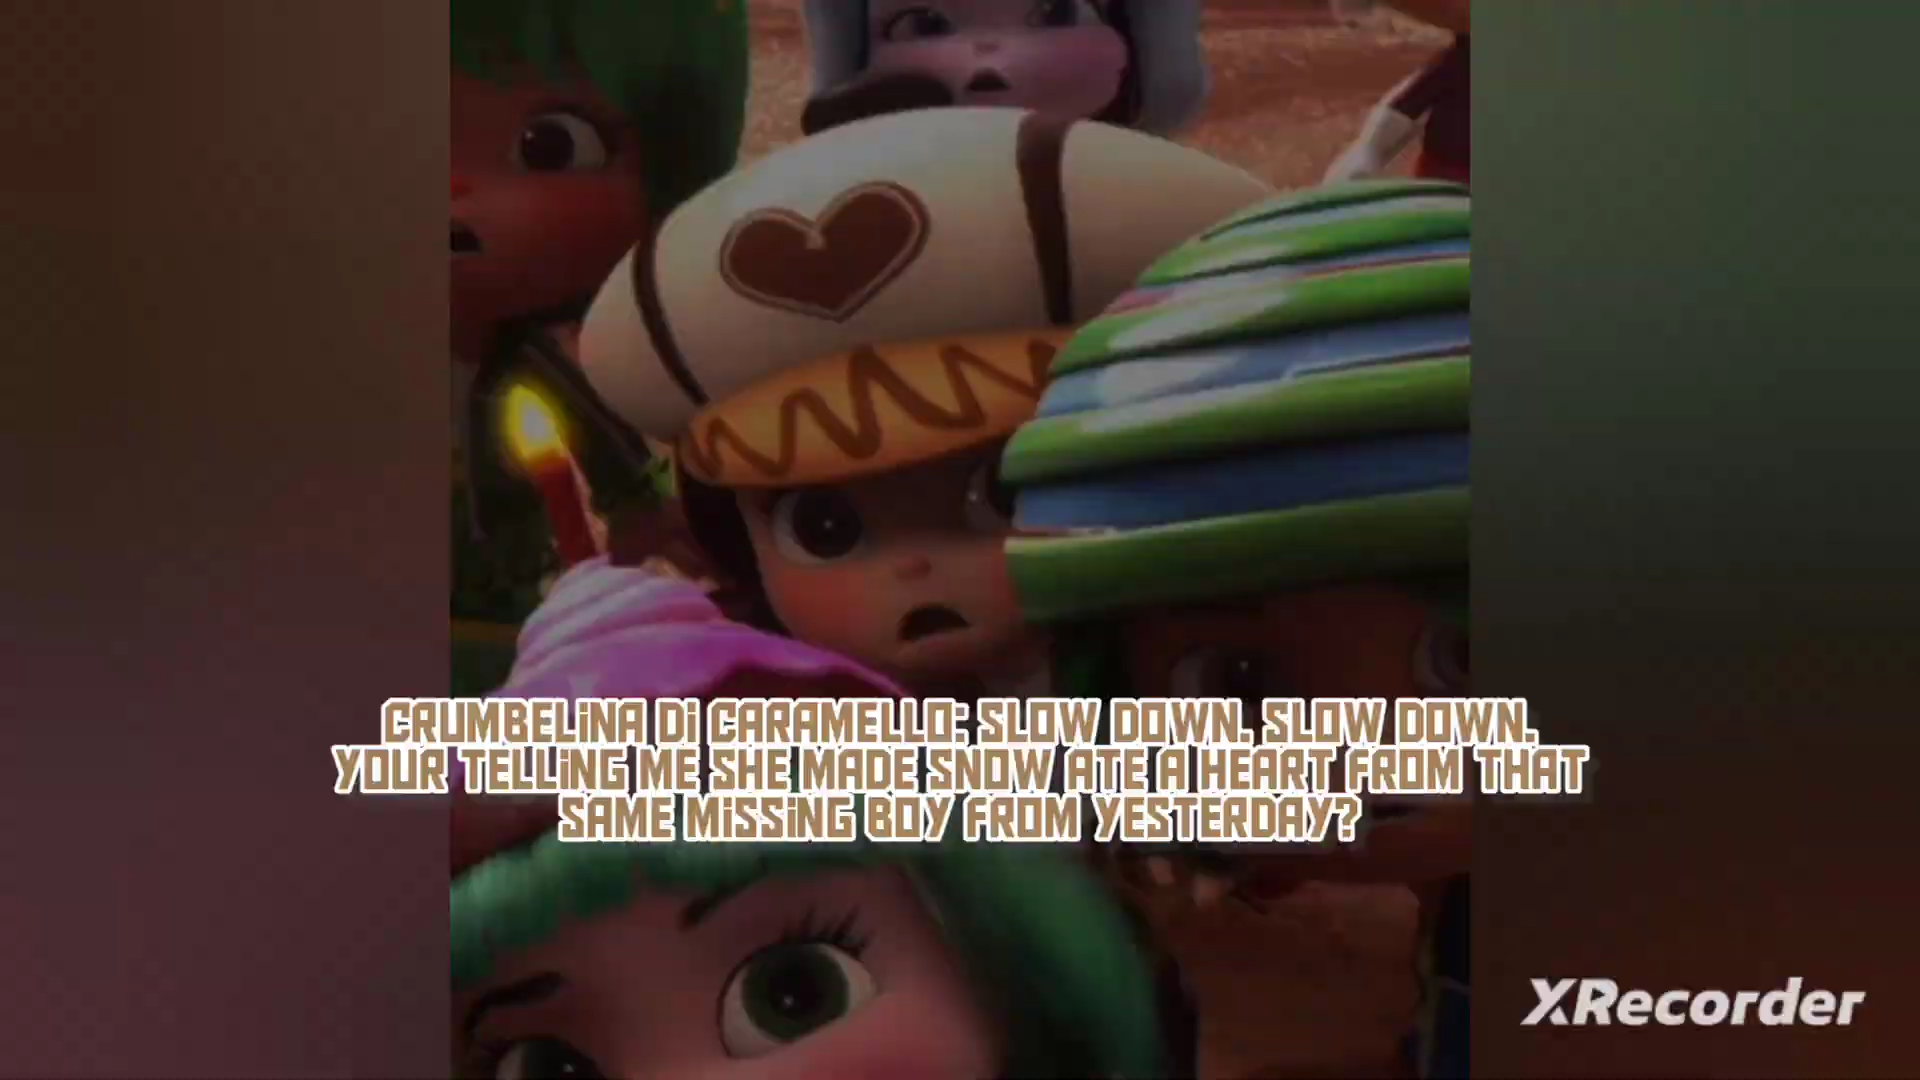 CRUMBELINA DI CARAMELLO: SLOW DOWN. SLOW DOWN.
YOUR TELLING ME SHE MADE SNOW ATE A HEART FROM THAT
SAME MISSING BOY FROM YESTERDAY?
XRecorder